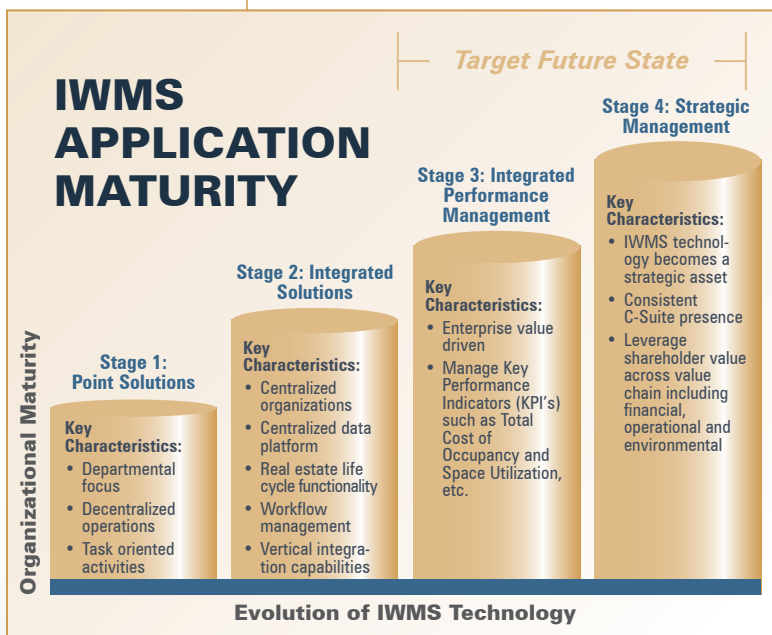 IWMS
APPLICATION
MATURITY
Target Future State
Stage 1:
Point Solutions
Key
Characteristics:
• Departmental
focus
• Decentralized
operations
• Task oriented
activities
Stage 2: Integrated
Solutions
Key
Characteristics:
• Centralized
organizations
• Centralized data
platform
• Real estate life
cycle functionality
• Workflow
management
• Vertical integra-
tion capabilities
Stage 3: Integrated
Performance
Management
Key
Characteristics:
• Enterprise value
driven
• Manage Key
Performance
Indicators (KPI's)
such as Total
Cost of
Occupancy and
Space Utilization,
etc.
Stage 4: Strategic
Management
Key
Characteristics:
• IWMS technol-
ogy becomes a
strategic asset
• Consistent
C-Suite presence
• Leverage
shareholder value
across value
chain including
financial,
operational and
environmental
Organizational Maturity
Evolution of IWMS Technology